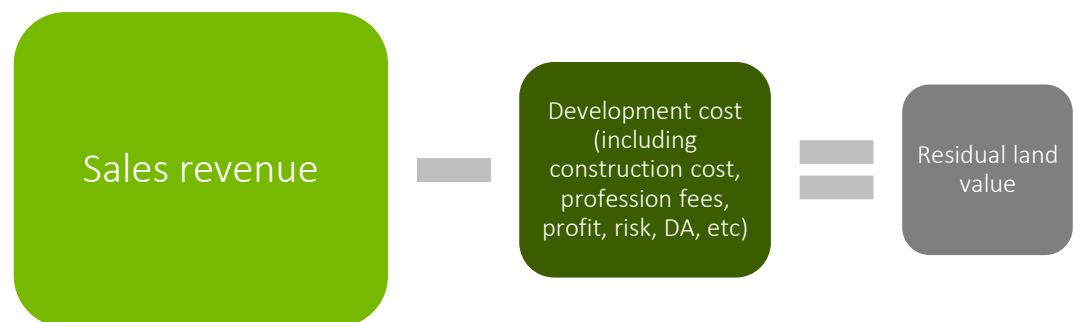 Sales revenue
Development cost
(including
construction cost,
profession fees,
profit, risk, DA, etc)
Residual land
value